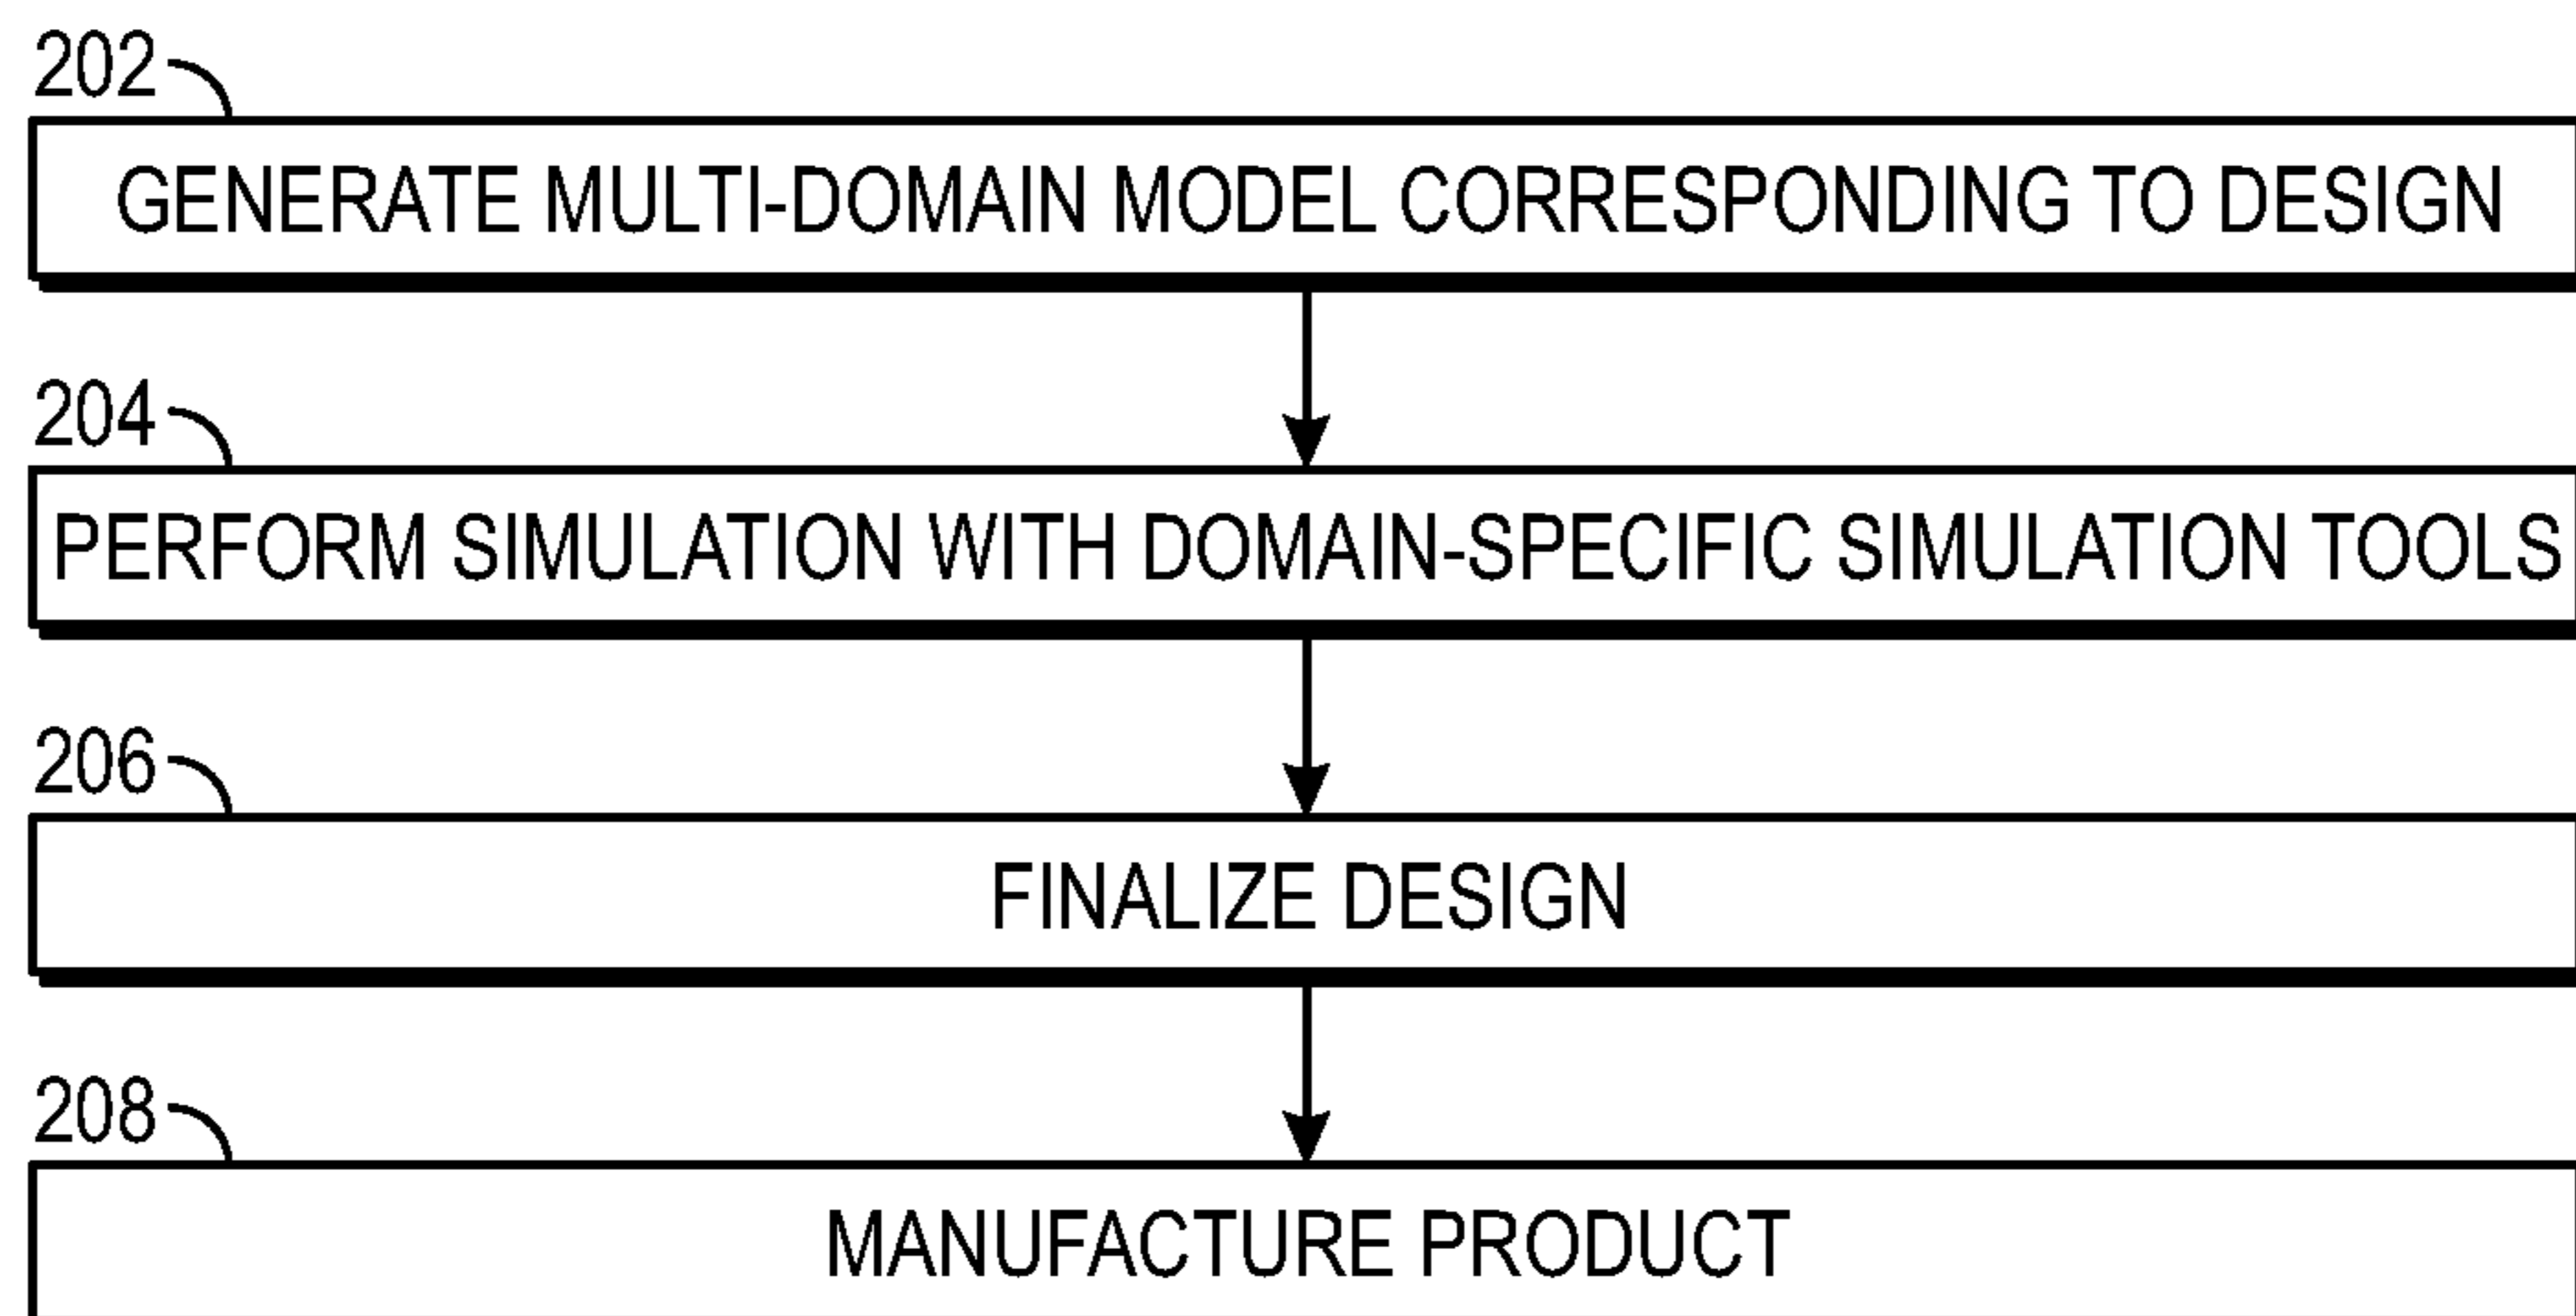 202
GENERATE MULTI-DOMAIN MODEL CORRESPONDING TO DESIGN
204
PERFORM SIMULATION WITH DOMAIN-SPECIFIC SIMULATION TOOLS
206
FINALIZE DESIGN
208
MANUFACTURE PRODUCT